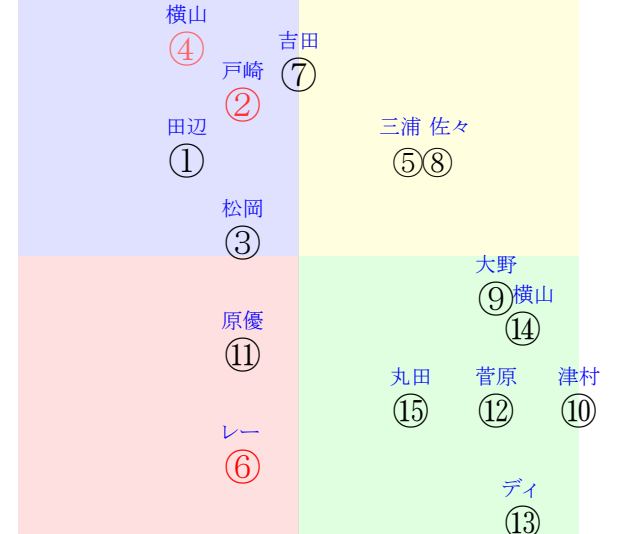 横山
④
吉田
⑦
戸崎
②
田辺
①
三浦 佐々
⑤⑧
松岡
③
大野
⑨
横山
⑭
原優
⑪
丸田 菅原 津村
⑮ ⑫ ⑩
レー
⑥
ディ
⑬